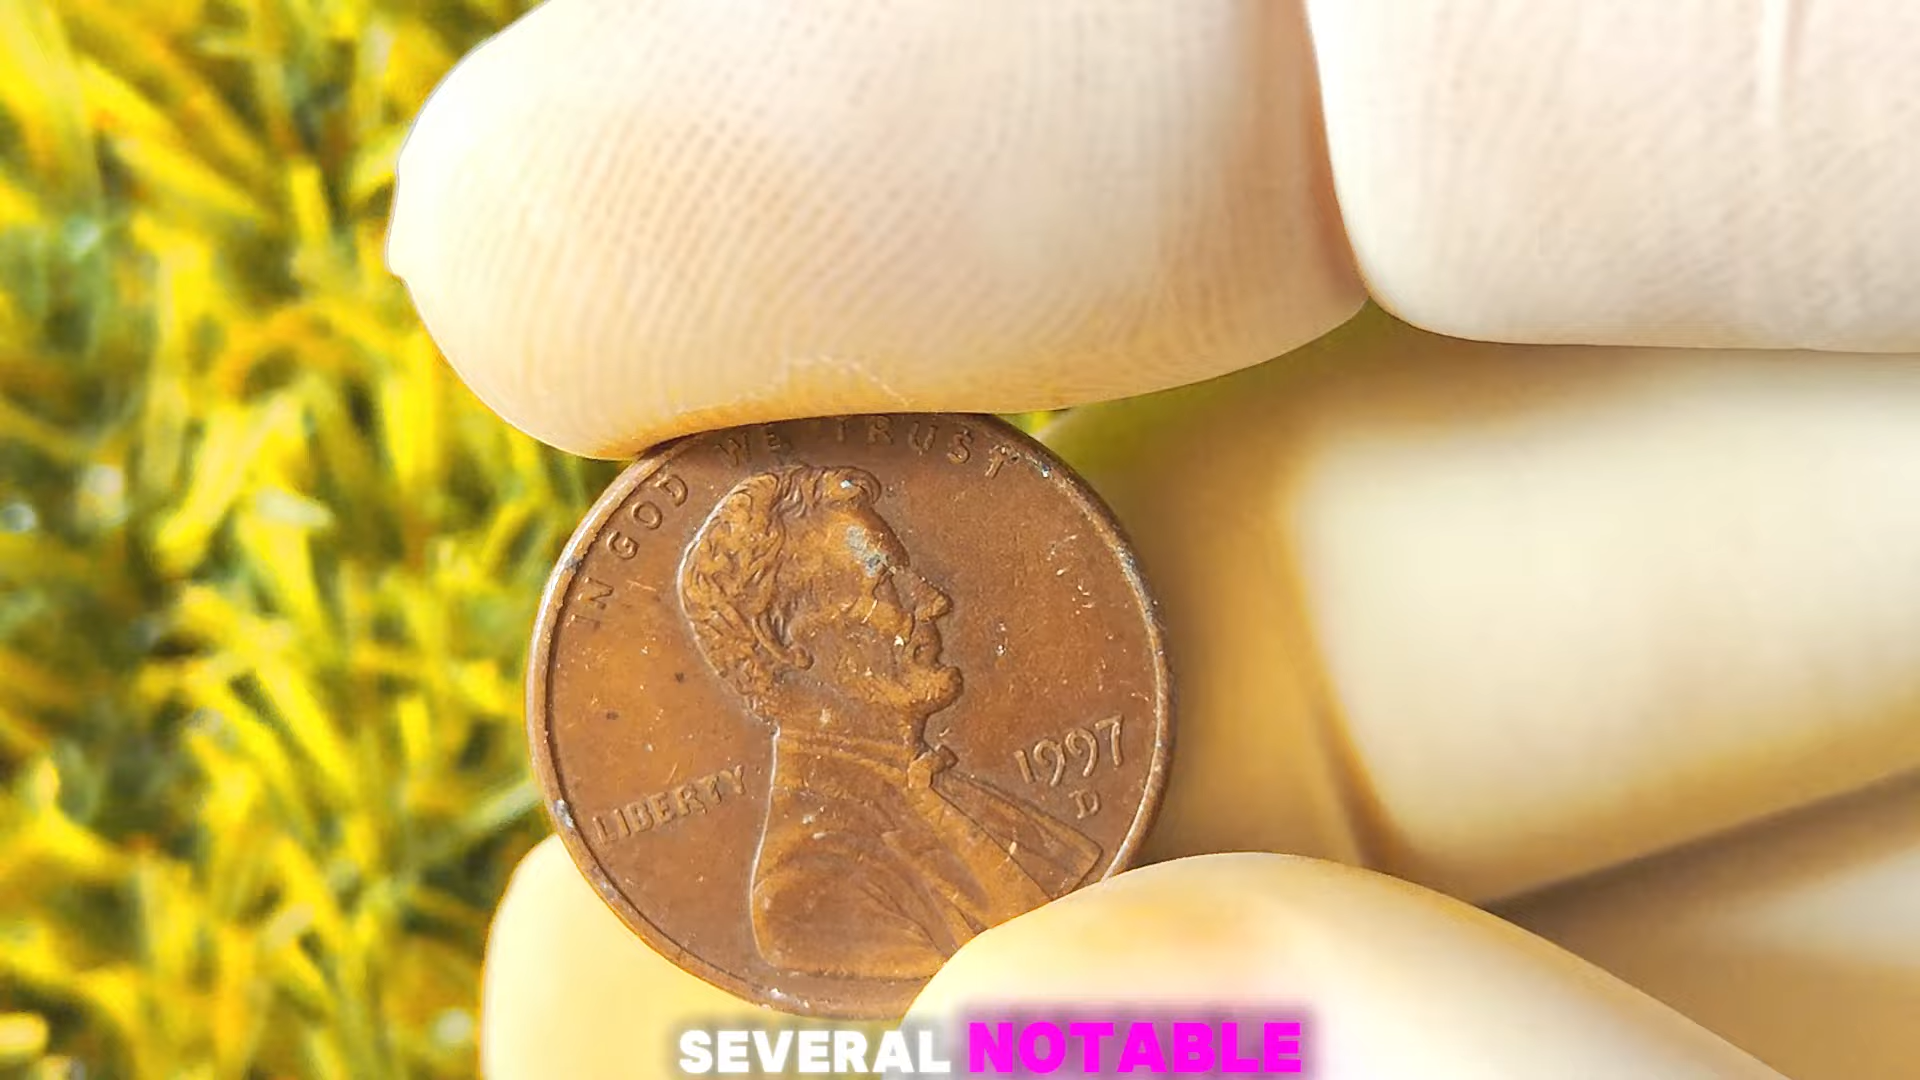 IN GOD WE TRUST
LIBERTY
1997
D
SEVERAL NOTABLE